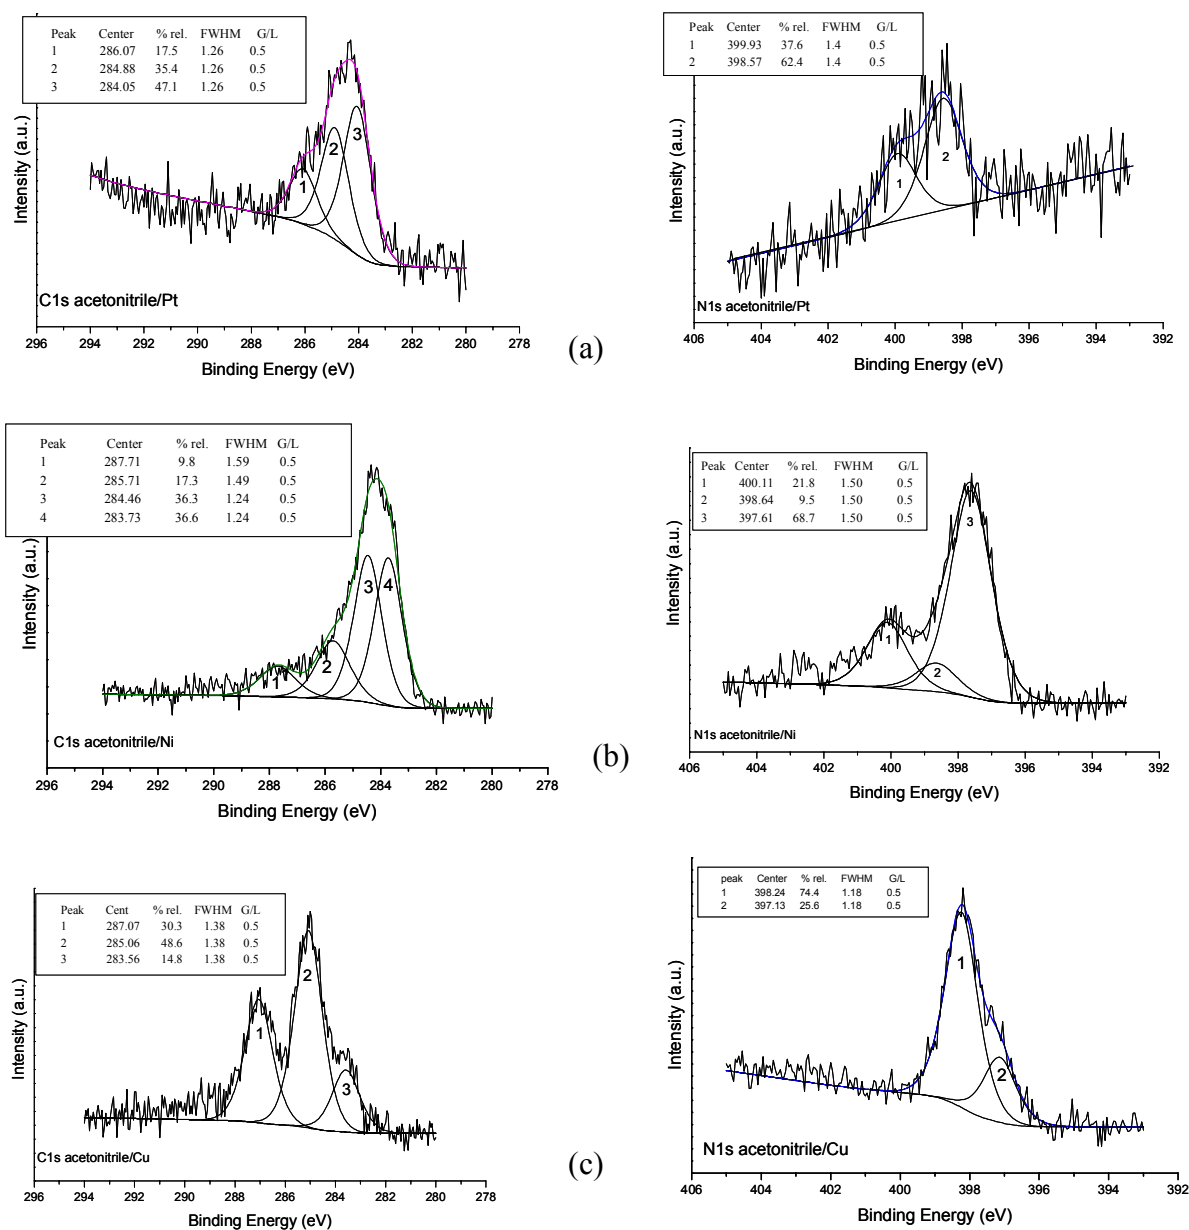 Peak Center % rel. FWHM G/L
1 286.07 17.5 1.26 0.5
2 284.88 35.4 1.26 0.5
3 284.05 47.1 1.26 0.5
Intensity (a.u.)
1
2
3
C1s acetonitrile/Pt
296 294 292 290 288 286 284 282 280 278
Binding Energy (eV)
Peak Center % rel. FWHM G/L
1 399.93 37.6 1.4 0.5
2 398.57 62.4 1.4 0.5
Intensity (a.u.)
1
2
N1s acetonitrile/Pt
406 404 402 400 398 396 394 392
Binding Energy (eV)
(a)
Peak Center % rel. FWHM G/L
1 287.71 9.8 1.59 0.5
2 285.71 17.3 1.49 0.5
3 284.46 36.3 1.24 0.5
4 283.73 36.6 1.24 0.5
Intensity (a.u.)
1
2
3
4
C1s acetonitrile/Ni
296 294 292 290 288 286 284 282 280 278
Binding Energy (eV)
Peak Center % rel. FWHM G/L
1 400.11 21.8 1.50 0.5
2 398.64 9.5 1.50 0.5
3 397.61 68.7 1.50 0.5
Intensity (a.u.)
1
2
3
N1s acetonitrile/Ni
406 404 402 400 398 396 394 392
Binding Energy (eV)
(b)
Peak Cent % rel. FWHM G/L
1 287.07 30.3 1.38 0.5
2 285.06 48.6 1.38 0.5
3 283.56 14.8 1.38 0.5
Intensity (a.u.)
1
2
3
C1s acetonitrile/Cu
296 294 292 290 288 286 284 282 280
Binding Energy (eV)
peak Center % rel. FWHM G/L
1 398.24 74.4 1.18 0.5
2 397.13 25.6 1.18 0.5
Intensity (a.u.)
1
2
N1s acetonitrile/Cu
406 404 402 400 398 396 394 392
Binding Energy (eV)
(c)